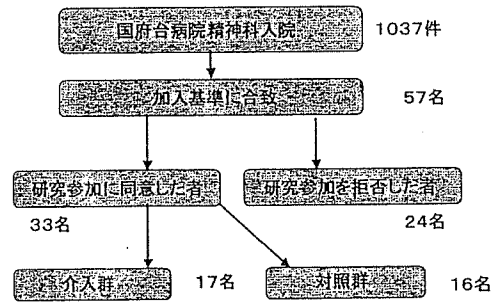 国府台病院精神科入院
1037件
加入基準に合致
57名
研究参加に同意した者
研究参加を拒否した者
33名
24名
介入群
17名
対照群
16名